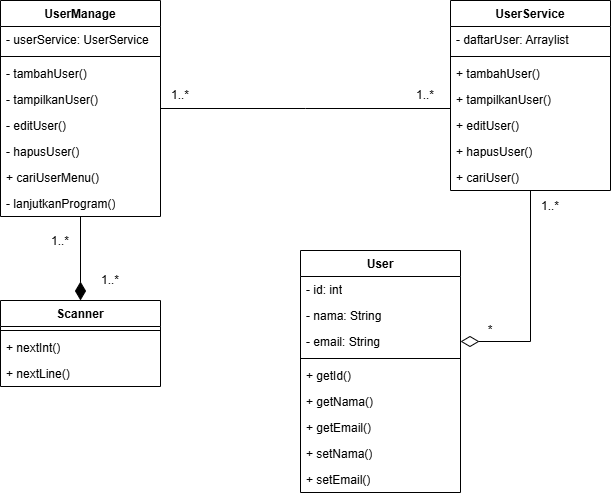 UserManage
- userService: UserService
- tambahUser()
- tampilkanUser()
- editUser()
- hapusUser()
+ cariUserMenu()
- lanjutkanProgram()
1..*
1..*
UserService
- daftarUser: Arraylist
+ tambahUser()
+ tampilkanUser()
+ editUser()
+ hapusUser()
+ cariUser()
1..*
1..*
1..*
*
Scanner
+ nextInt()
+ nextLine()
User
- id: int
- nama: String
- email: String
+ getId()
+ getNama()
+ getEmail()
+ setNama()
+ setEmail()